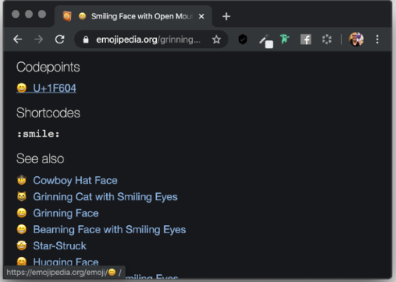 😄 Smiling Face with Open Mou
emojipedia.org/grinning...
Codepoints
😄 U+1F604
Shortcodes
:smile:
See also
🤠 Cowboy Hat Face
😸 Grinning Cat with Smiling Eyes
😀 Grinning Face
😁 Beaming Face with Smiling Eyes
🤩 Star-Struck
🤗 Hugging Face
https://emojipedia.org/emoji/😄/
miling Eyes